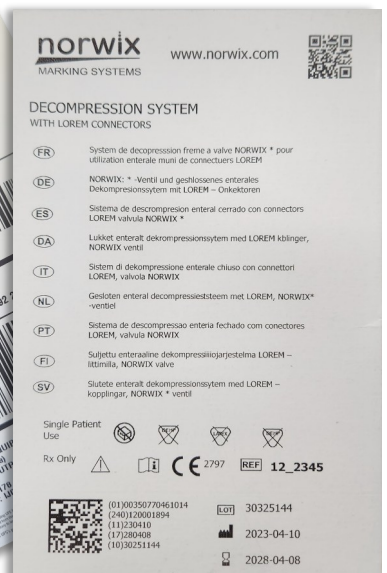 norwix
www.norwix.com
MARKING SYSTEMS
DECOMPRESSION SYSTEM
WITH LOREM CONNECTORS
FR System de decopresssion freme a valve NORWIX * pour
utilization enterale muni de connectuers LOREM
DE NORWIX: * -Ventil und geshlossenes enterales
Dekompresionssytem mit LOREM – Onkektoren
ES Sistema de descrompresion enteral cerrado con connectors
LOREM valvula NORWIX *
DA Lukket enteralt dekrompressionssytem med LOREM kblinger,
NORWIX ventil
IT Sistem di dekompressione enterale chiuso con connettori
LOREM, valvola NORWIX
NL Gesloten enteral decompressieststeem met LOREM, NORWIX*
-ventiel
PT Sistema de descompressao enteria fechado com conectores
LOREM, valvula NORWIX
FI Suljettu enteraaline dekompressiiiojarjestelma LOREM –
littimilla, NORWIX valve
SV Slutete enteralt dekompressionssytem med LOREM –
kopplingar, NORWIX * ventil
Single Patient
Use
Rx Only
CE 2797
REF 12_2345
(01)00350770461014
(240)120001894
(11)230410
(17)280408
(10)30251144
LOT 30325144
2023-04-10
2028-04-08